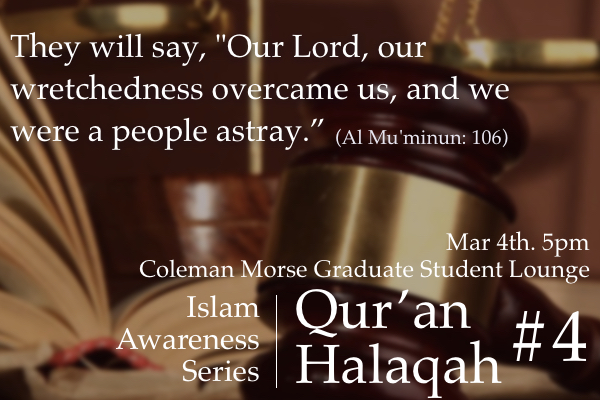 They will say, "Our Lord, our
wretchedness overcame us, and we
were a people astray.” (Al Mu'minun: 106)
Mar 4th. 5pm
Coleman Morse Graduate Student Lounge
Islam
Awareness
Series
Qur’an
Halaqah
#4